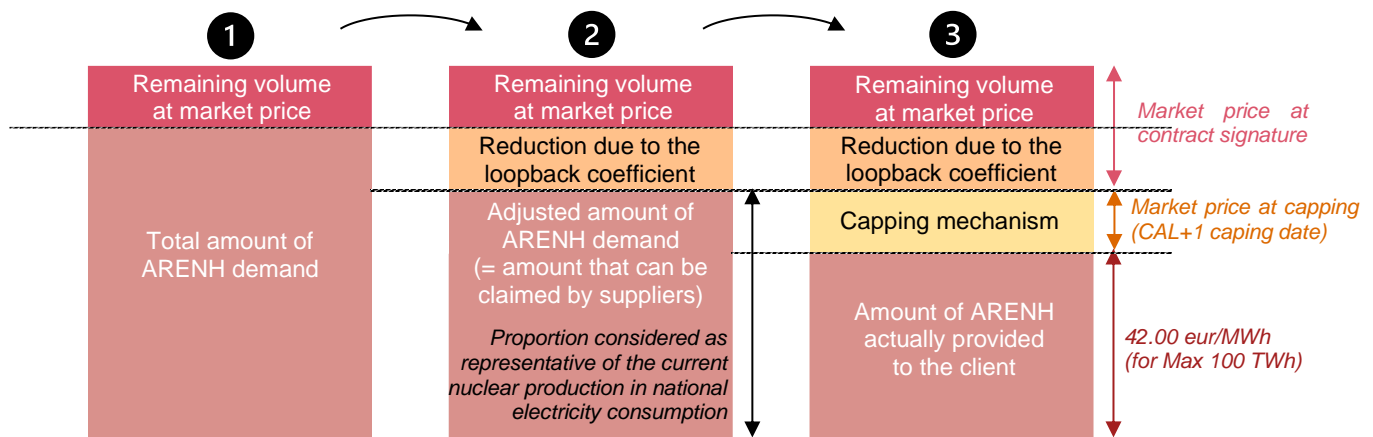 1
2
3
Remaining volume
at market price
Total amount of
ARENH demand
Remaining volume
at market price
Reduction due to the
loopback coefficient
Adjusted amount of
ARENH demand
(= amount that can be
claimed by suppliers)
Proportion considered as
representative of the current
nuclear production in national
electricity consumption
Remaining volume
at market price
Reduction due to the
loopback coefficient
Capping mechanism
Amount of ARENH
actually provided
to the client
Market price at
contract signature
Market price at capping
(CAL+1 caping date)
42.00 eur/MWh
(for Max 100 TWh)